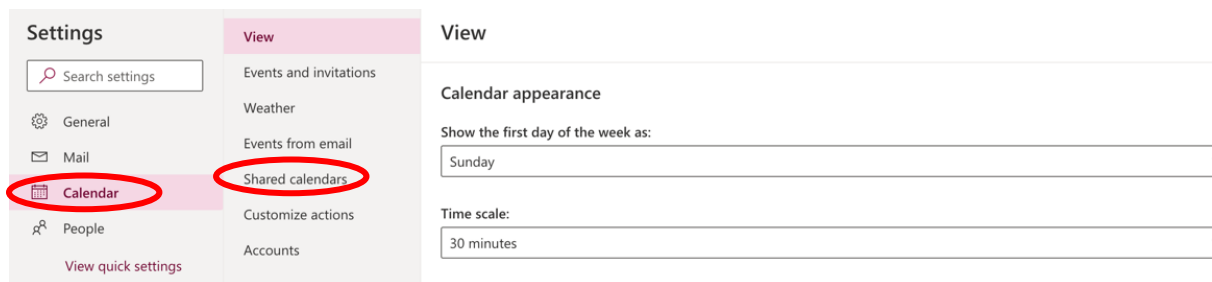 Settings
Search settings
General
Mail
Calendar
People
View quick settings
View
Events and invitations
Weather
Events from email
Shared calendars
Customize actions
Accounts
View
Calendar appearance
Show the first day of the week as:
Sunday
Time scale:
30 minutes